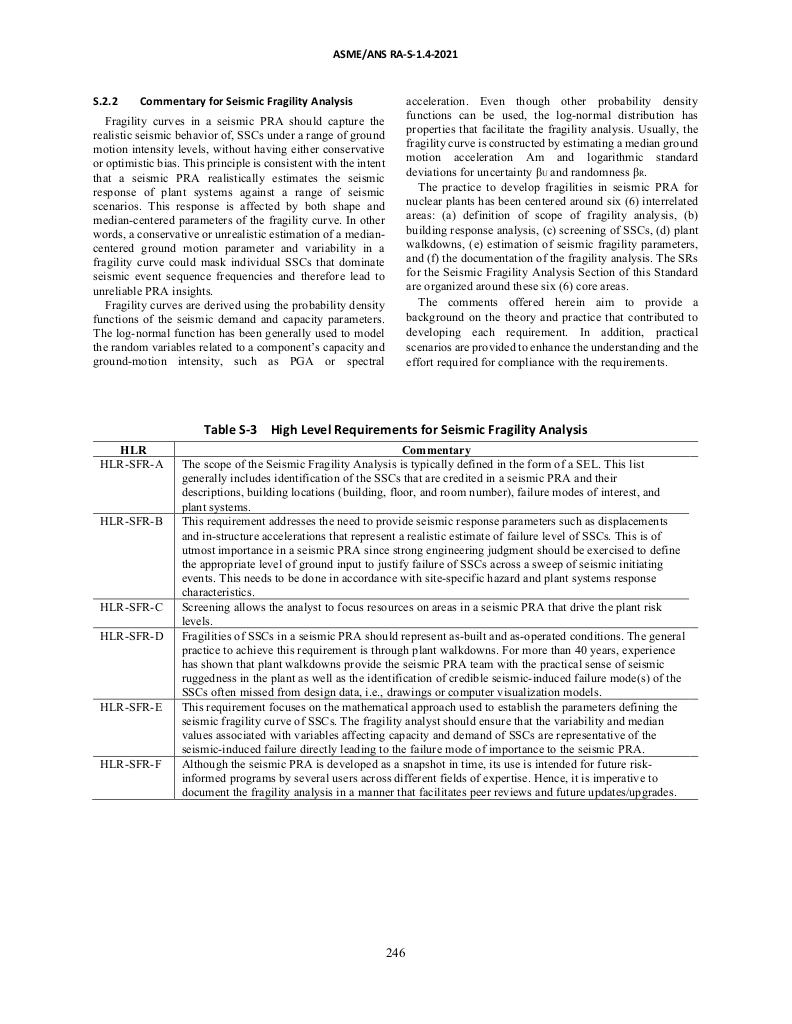 ASME/ANS RA-S-1.4-2021
S.2.2 Commentary for Seismic Fragility Analysis
Fragility curves in a seismic PRA should capture the
realistic seismic behavior of, SSCs under a range of ground
motion intensity levels, without having either conservative
or optimistic bias. This principle is consistent with the intent
that a seismic PRA realistically estimates the seismic
response of plant systems against a range of seismic
scenarios. This response is affected by both shape and
median-centered parameters of the fragility curve. In other
words, a conservative or unrealistic estimation of a median-
centered ground motion parameter and variability in a
fragility curve could mask individual SSCs that dominate
seismic event sequence frequencies and therefore lead to
unreliable PRA insights.
Fragility curves are derived using the probability density
functions of the seismic demand and capacity parameters.
The log-normal function has been generally used to model
the random variables related to a component's capacity and
ground-motion intensity, such as PGA or spectral
acceleration. Even though other probability density
functions can be used, the log-normal distribution has
properties that facilitate the fragility analysis. Usually, the
fragility curve is constructed by estimating a median ground
motion acceleration Am and logarithmic standard
deviations for uncertainty βU and randomness βR.
The practice to develop fragilities in seismic PRA for
nuclear plants has been centered around six (6) interrelated
areas: (a) definition of scope of fragility analysis, (b)
building response analysis, (c) screening of SSCs, (d) plant
walkdowns, (e) estimation of seismic fragility parameters,
and (f) the documentation of the fragility analysis. The SRs
for the Seismic Fragility Analysis Section of this Standard
are organized around these six (6) core areas.
The comments offered herein aim to provide a
background on the theory and practice that contributed to
developing each requirement. In addition, practical
scenarios are provided to enhance the understanding and the
effort required for compliance with the requirements.
Table S-3 High Level Requirements for Seismic Fragility Analysis
HLR Commentary
HLR-SFR-A The scope of the Seismic Fragility Analysis is typically defined in the form of a SEL. This list
generally includes identification of the SSCs that are credited in a seismic PRA and their
descriptions, building locations (building, floor, and room number), failure modes of interest, and
plant systems.
HLR-SFR-B This requirement addresses the need to provide seismic response parameters such as displacements
and in-structure accelerations that represent a realistic estimate of failure level of SSCs. This is of
utmost importance in a seismic PRA since strong engineering judgment should be exercised to define
the appropriate level of ground input to justify failure of SSCs across a sweep of seismic initiating
events. This needs to be done in accordance with site-specific hazard and plant systems response
characteristics.
HLR-SFR-C Screening allows the analyst to focus resources on areas in a seismic PRA that drive the plant risk
levels.
HLR-SFR-D Fragilities of SSCs in a seismic PRA should represent as-built and as-operated conditions. The general
practice to achieve this requirement is through plant walkdowns. For more than 40 years, experience
has shown that plant walkdowns provide the seismic PRA team with the practical sense of seismic
ruggedness in the plant as well as the identification of credible seismic-induced failure mode(s) of the
SSCs often missed from design data, i.e., drawings or computer visualization models.
HLR-SFR-E This requirement focuses on the mathematical approach used to establish the parameters defining the
seismic fragility curve of SSCs. The fragility analyst should ensure that the variability and median
values associated with variables affecting capacity and demand of SSCs are representative of the
seismic-induced failure directly leading to the failure mode of importance to the seismic PRA.
HLR-SFR-F Although the seismic PRA is developed as a snapshot in time, its use is intended for future risk-
informed programs by several users across different fields of expertise. Hence, it is imperative to
document the fragility analysis in a manner that facilitates peer reviews and future updates/upgrades.
246